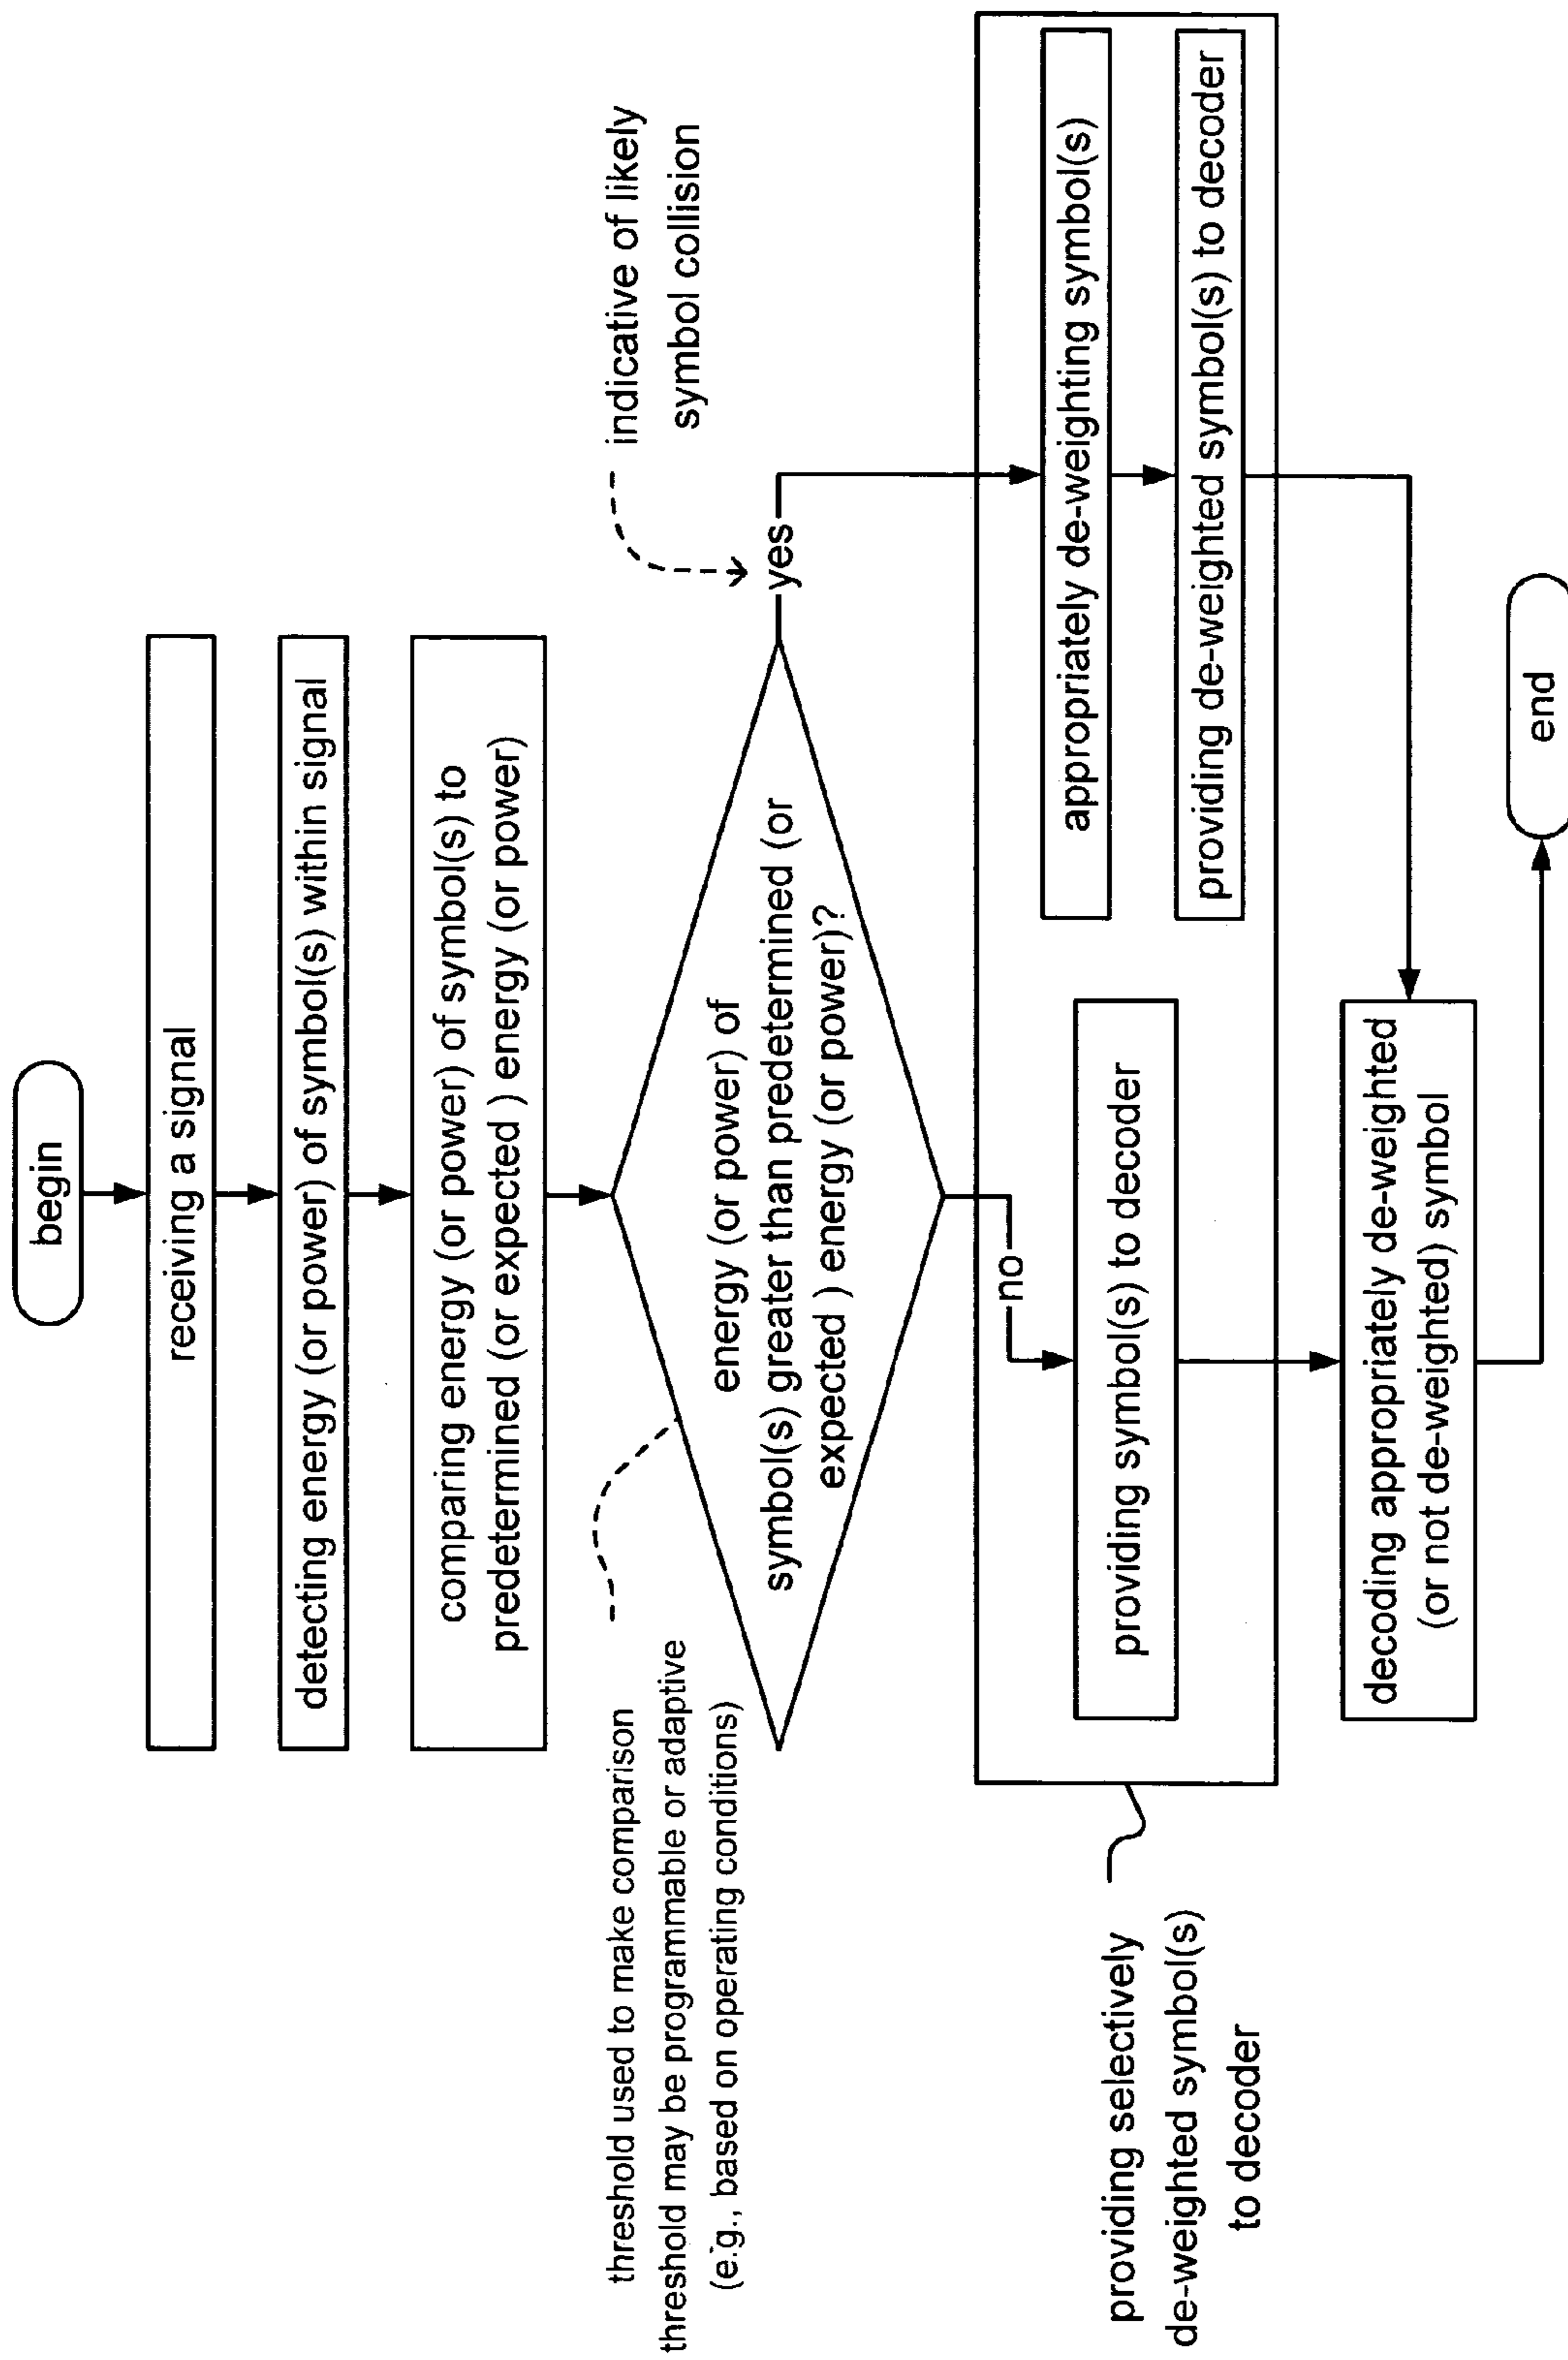 begin
receiving a signal
detecting energy (or power) of symbol(s) within signal
comparing energy (or power) of symbol(s) to
predetermined (or expected ) energy (or power)
threshold used to make comparison
threshold may be programmable or adaptive
(e.g., based on operating conditions)
energy (or power) of
symbol(s) greater than predetermined (or
expected ) energy (or power)?
yes
indicative of likely
symbol collision
no
providing selectively
de-weighted symbol(s)
to decoder
providing symbol(s) to decoder
appropriately de-weighting symbol(s)
providing de-weighted symbol(s) to decoder
decoding appropriately de-weighted
(or not de-weighted) symbol
end